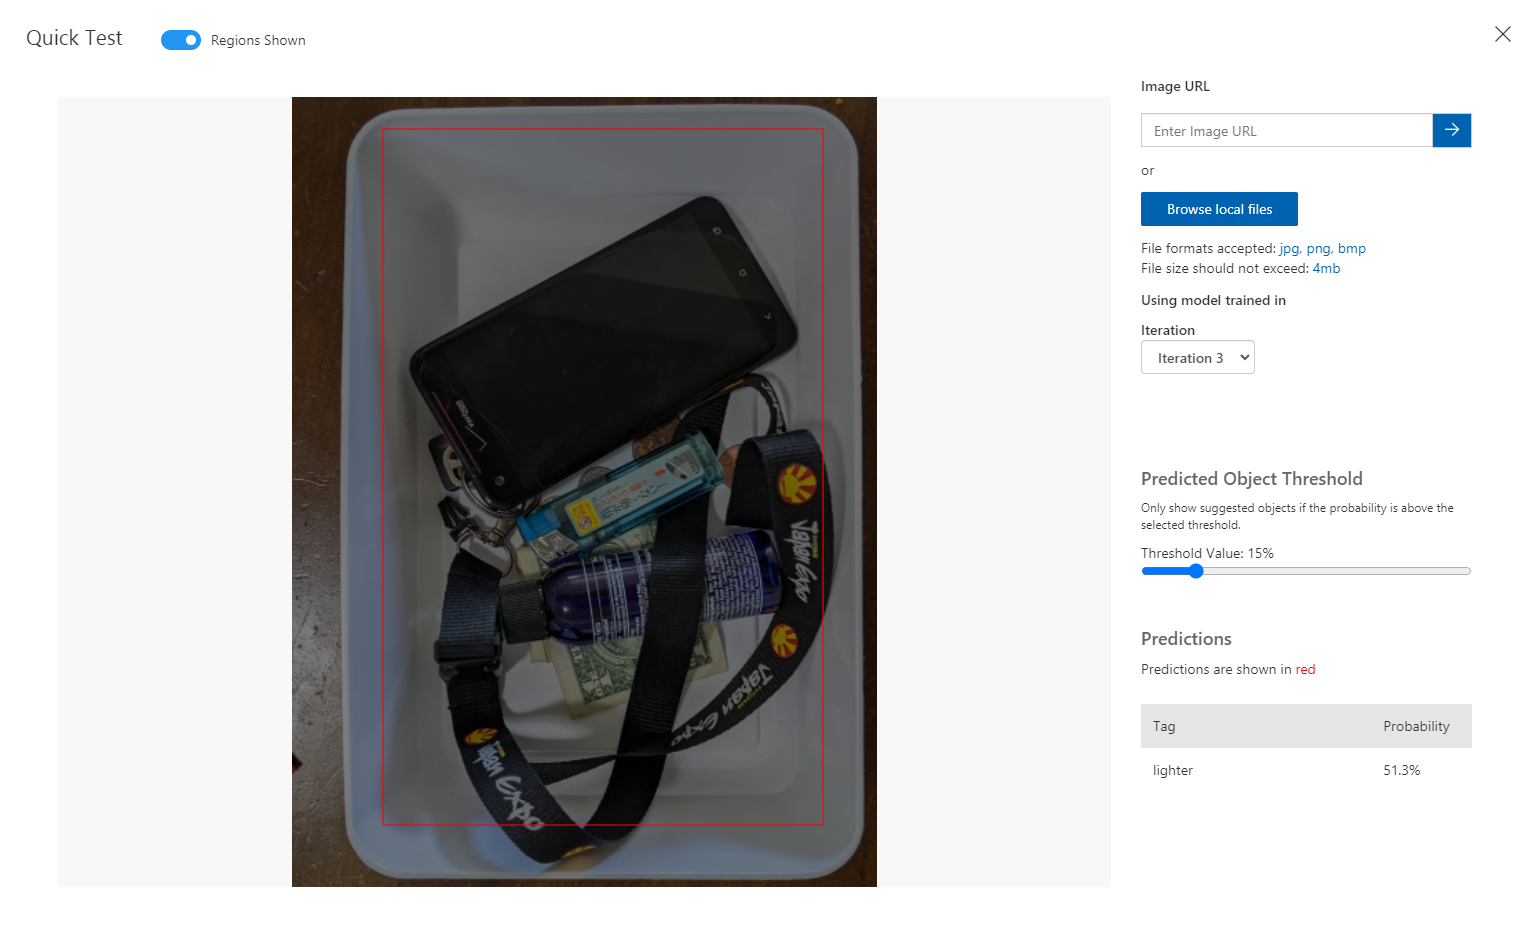 Quick Test
Regions Shown
Image URL
Enter Image URL
or
Browse local files
File formats accepted: jpg, png, bmp
File size should not exceed: 4mb
Using model trained in
Iteration
Iteration 3
Predicted Object Threshold
Only show suggested objects if the probability is above the
selected threshold.
Threshold Value: 15%
Predictions
Predictions are shown in red
Tag Probability
lighter 51.3%
verizon
Japan Expo
Japan Expo
Japan Expo